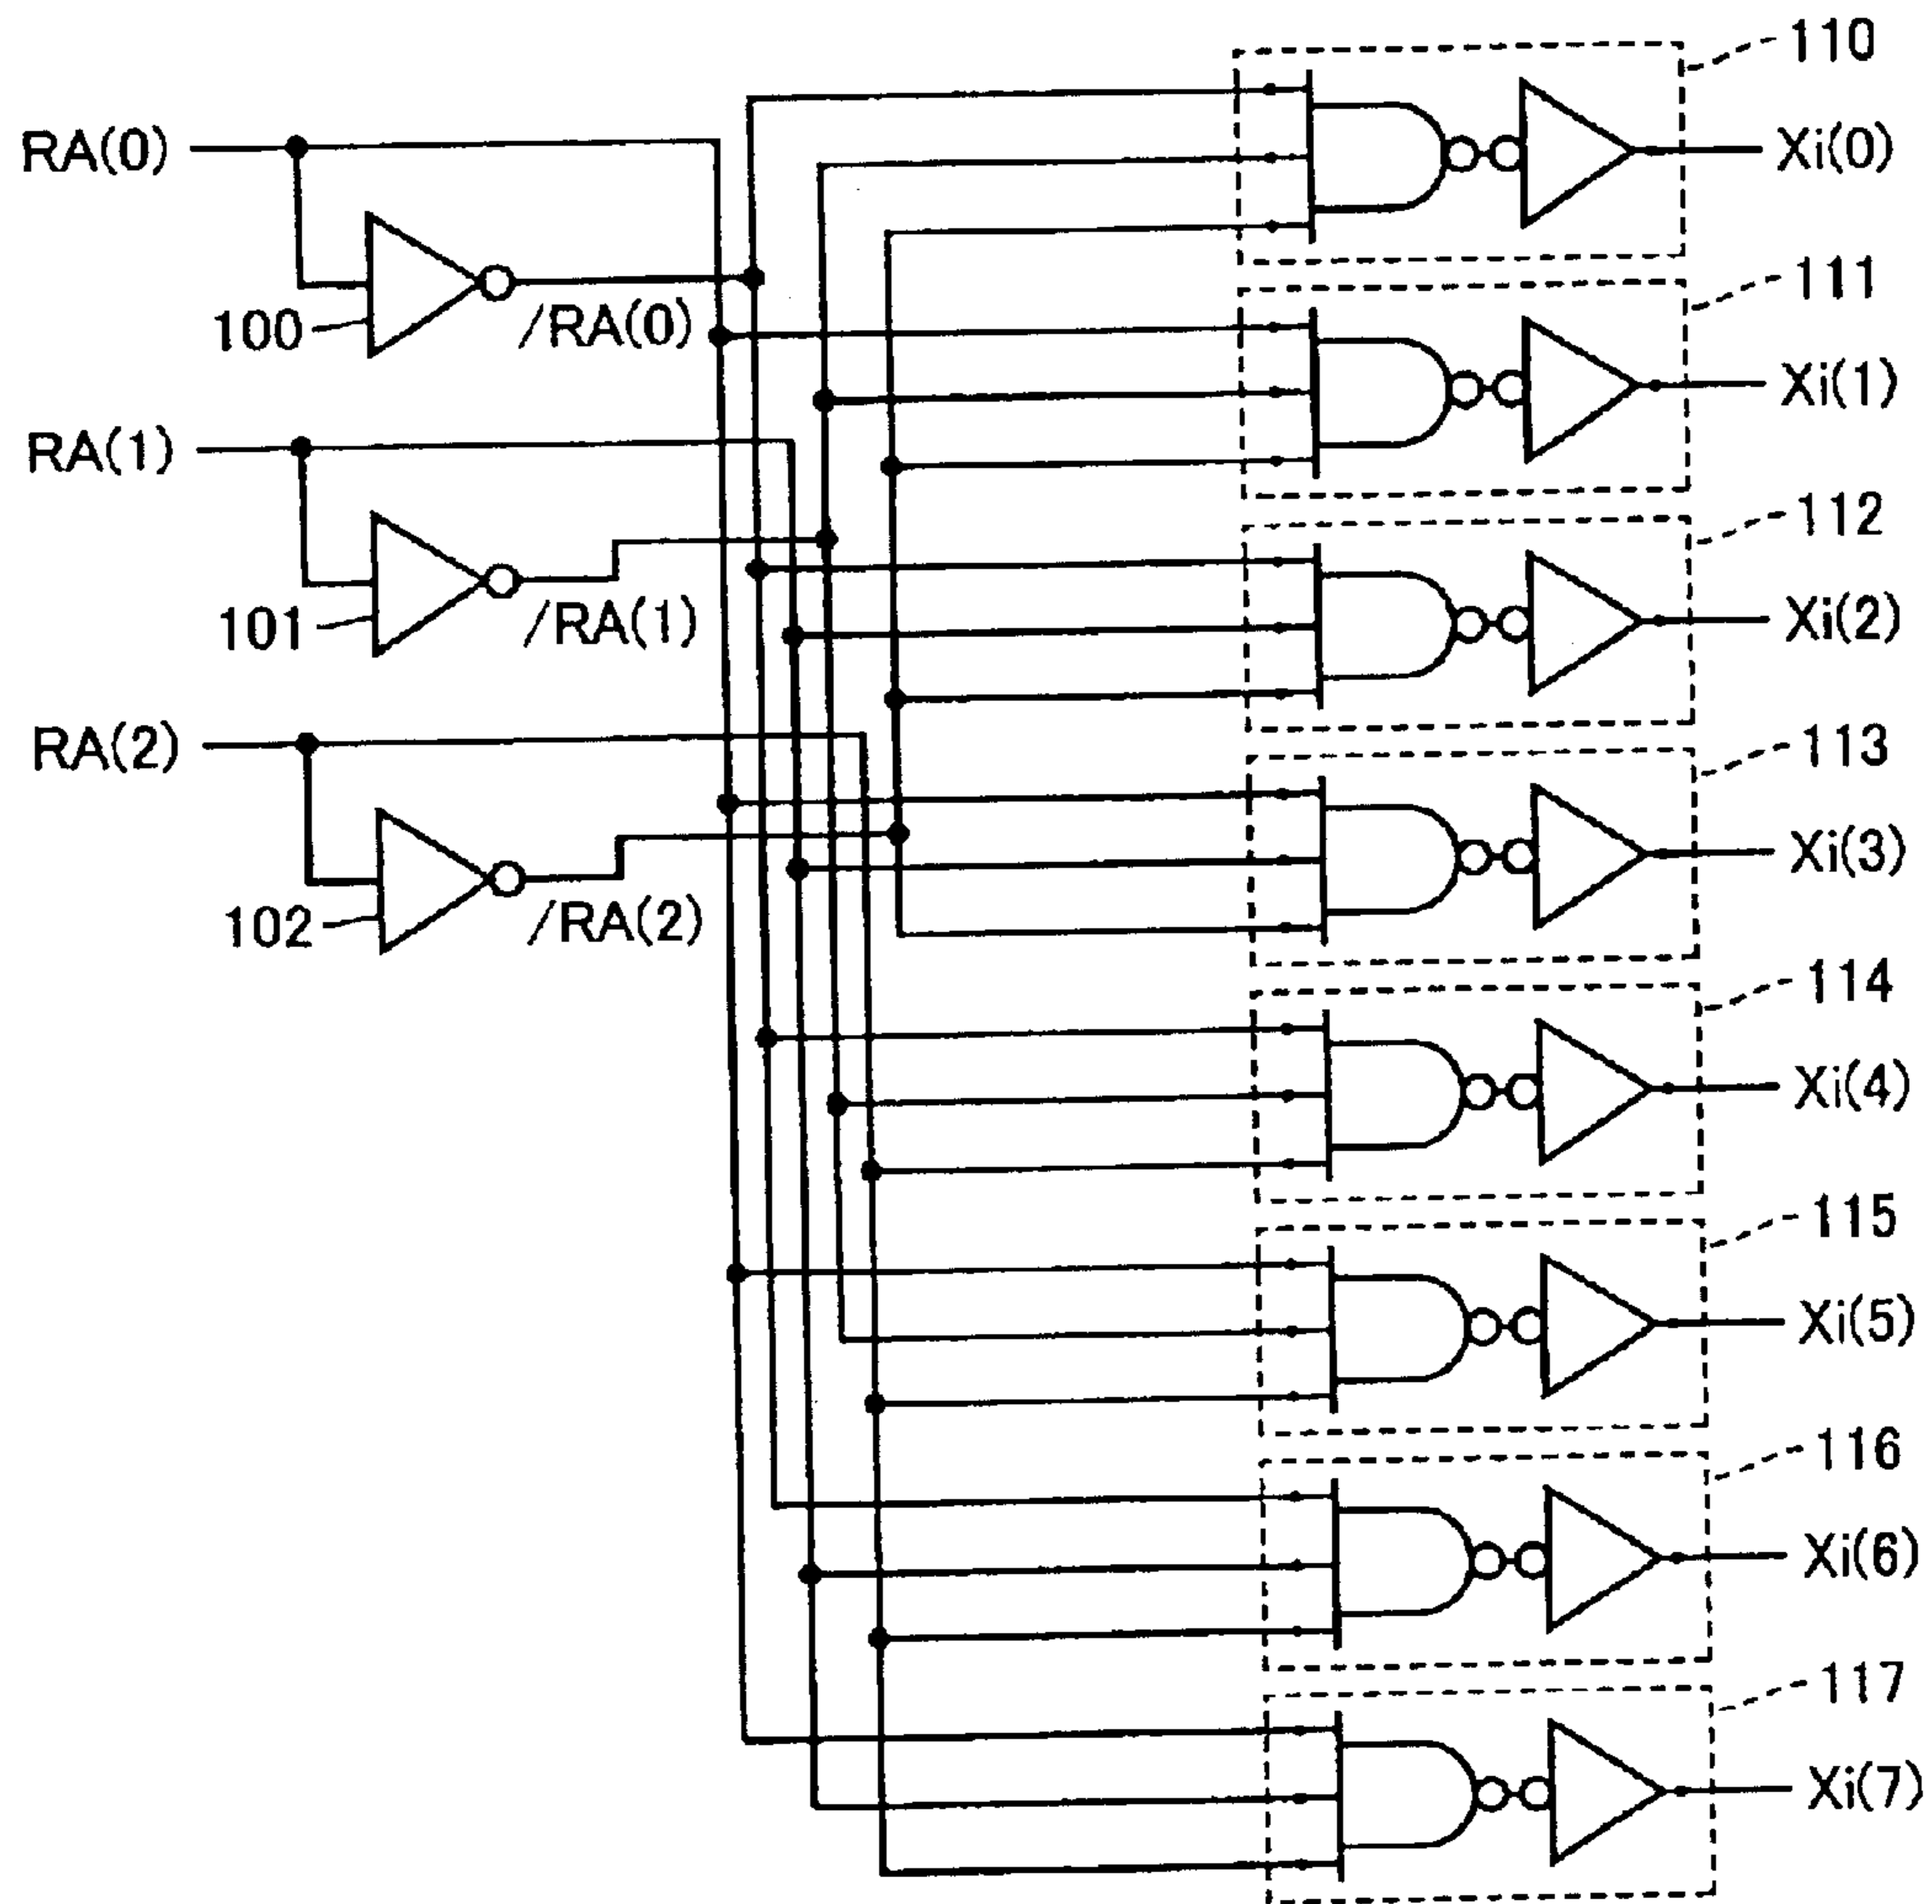 110
RA(0)
Xi(0)
100
/RA(0)
111
Xi(1)
RA(1)
112
101
/RA(1)
Xi(2)
RA(2)
113
Xi(3)
102
/RA(2)
114
Xi(4)
115
Xi(5)
116
Xi(6)
117
Xi(7)